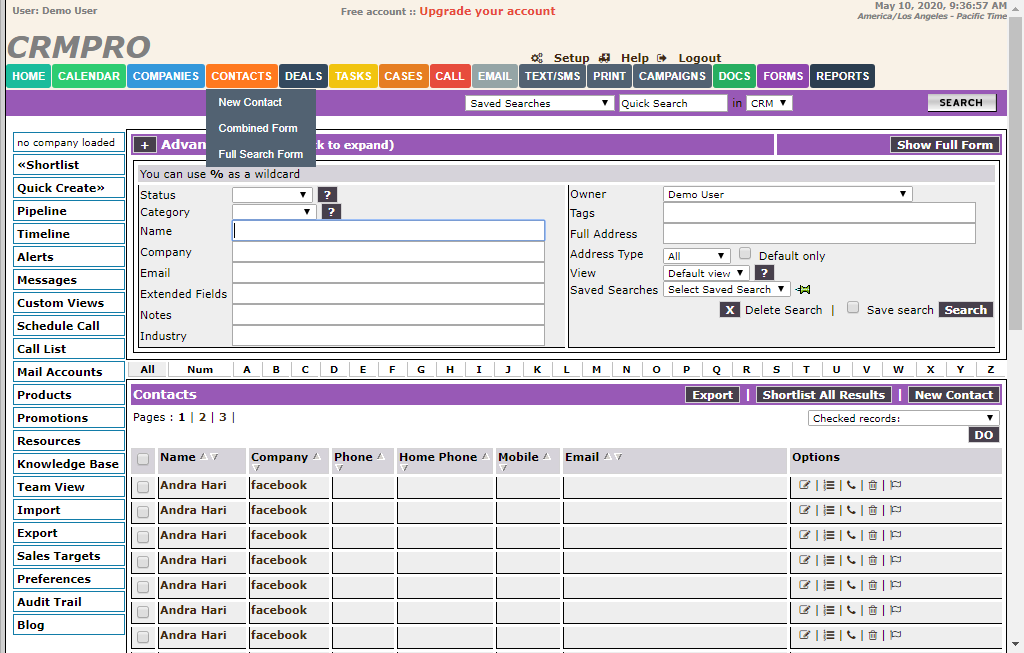 User: Demo User
Free account :: Upgrade your account
May 10, 2020, 9:36:57 AM
America/Los Angeles - Pacific Time
CRMPRO
Setup Help Logout
HOME CALENDAR COMPANIES CONTACTS DEALS TASKS CASES CALL EMAIL TEXT/SMS PRINT CAMPAIGNS DOCS FORMS REPORTS
New Contact
Combined Form
Full Search Form
Saved Searches Quick Search in CRM SEARCH
no company loaded
«Shortlist
Quick Create»
Pipeline
Timeline
Alerts
Messages
Custom Views
Schedule Call
Call List
Mail Accounts
Products
Promotions
Resources
Knowledge Base
Team View
Import
Export
Sales Targets
Preferences
Audit Trail
Blog
+ Advan k to expand) Show Full Form
You can use % as a wildcard
Status ?
Category ?
Name
Company
Email
Extended Fields
Notes
Industry
Owner Demo User
Tags
Full Address
Address Type All Default only
View Default view ?
Saved Searches Select Saved Search
X Delete Search | Save search Search
All Num A B C D E F G H I J K L M N O P Q R S T U V W X Y Z
Contacts Export | Shortlist All Results | New Contact
Pages : 1 | 2 | 3 |
Checked records:
DO
Name Company Phone Home Phone Mobile Email Options
Andra Hari facebook | | | |
Andra Hari facebook | | | |
Andra Hari facebook | | | |
Andra Hari facebook | | | |
Andra Hari facebook | | | |
Andra Hari facebook | | | |
Andra Hari facebook | | | |